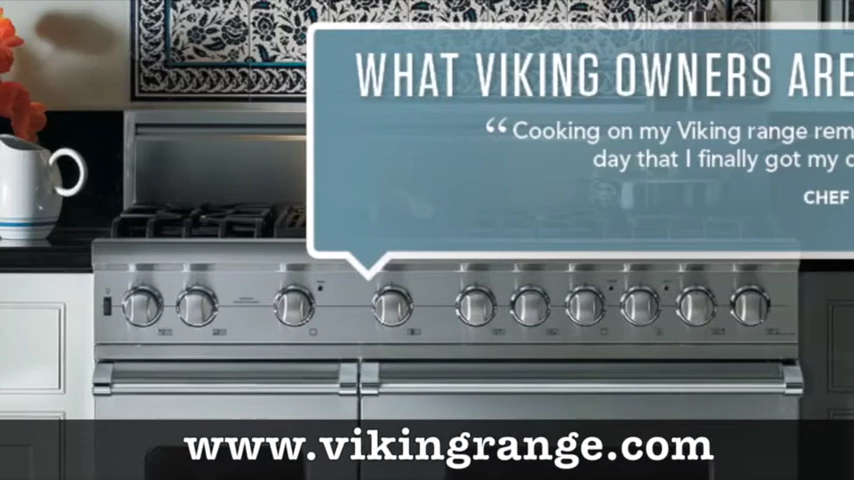 WHAT VIKING OWNERS ARE
“Cooking on my Viking range rem
day that I finally got my
CHEF
www.vikingrange.com